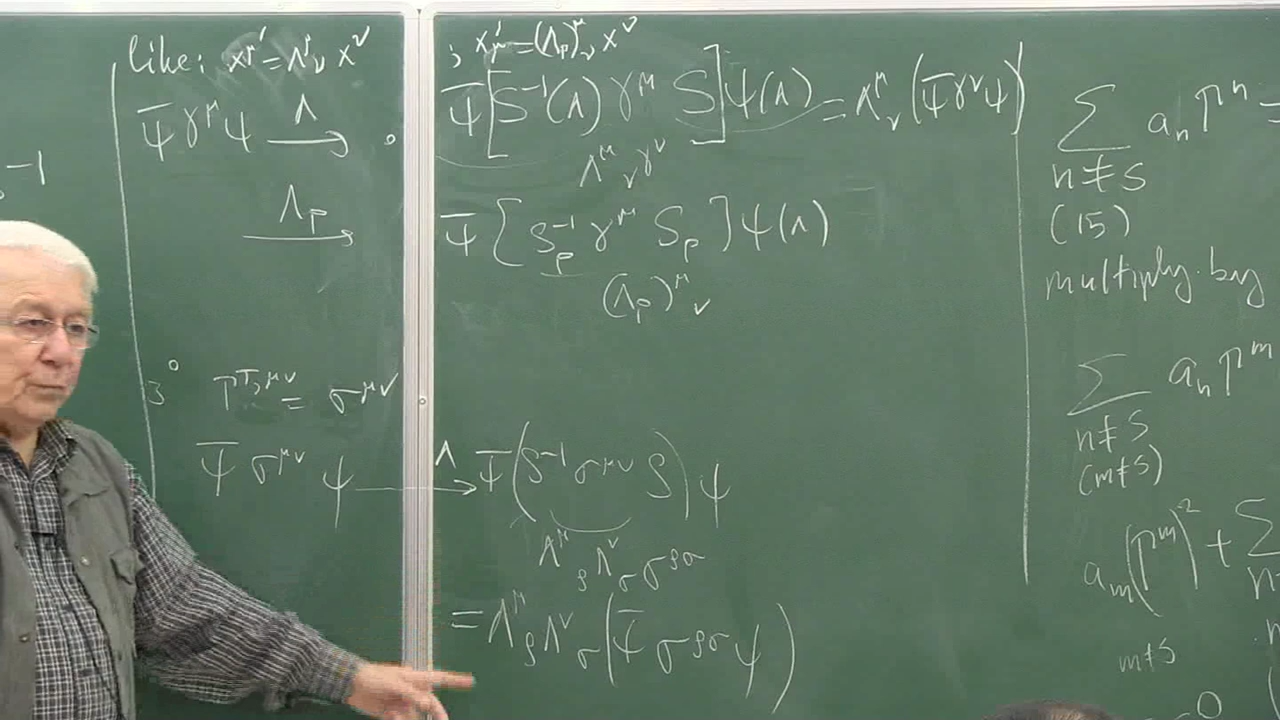 like: x^μ' = Λ^μ_ν x^ν
Ψ̄ γ^μ ψ —Λ→
—Λ_P→
3°
Γ^{T,μν} = σ^{μν}
Ψ̄ σ^{μν} ψ —Λ→ Ψ̄ (S^{-1} σ^{μν} S) ψ
Λ^μ_ρ Λ^ν_σ σ^{ρσ}
= Λ^μ_ρ Λ^ν_σ (Ψ̄ σ^{ρσ} ψ)
; x'^μ = (Λ_P)^μ_ν x^ν
Ψ̄ [S^{-1}(Λ) γ^μ S] ψ(Λ) = Λ^μ_ν (Ψ̄ γ^ν ψ)
Λ^μ_ν γ^ν
Ψ̄ [S_P^{-1} γ^μ S_P] ψ(Λ)
(Λ_P)^μ_ν
-1
Σ a_n Γ^n =
n≠S
(15)
multiply by
Σ a_n Γ^m
n≠S
(m≠S)
a_m (Γ^m)^2 + Σ
m≠S